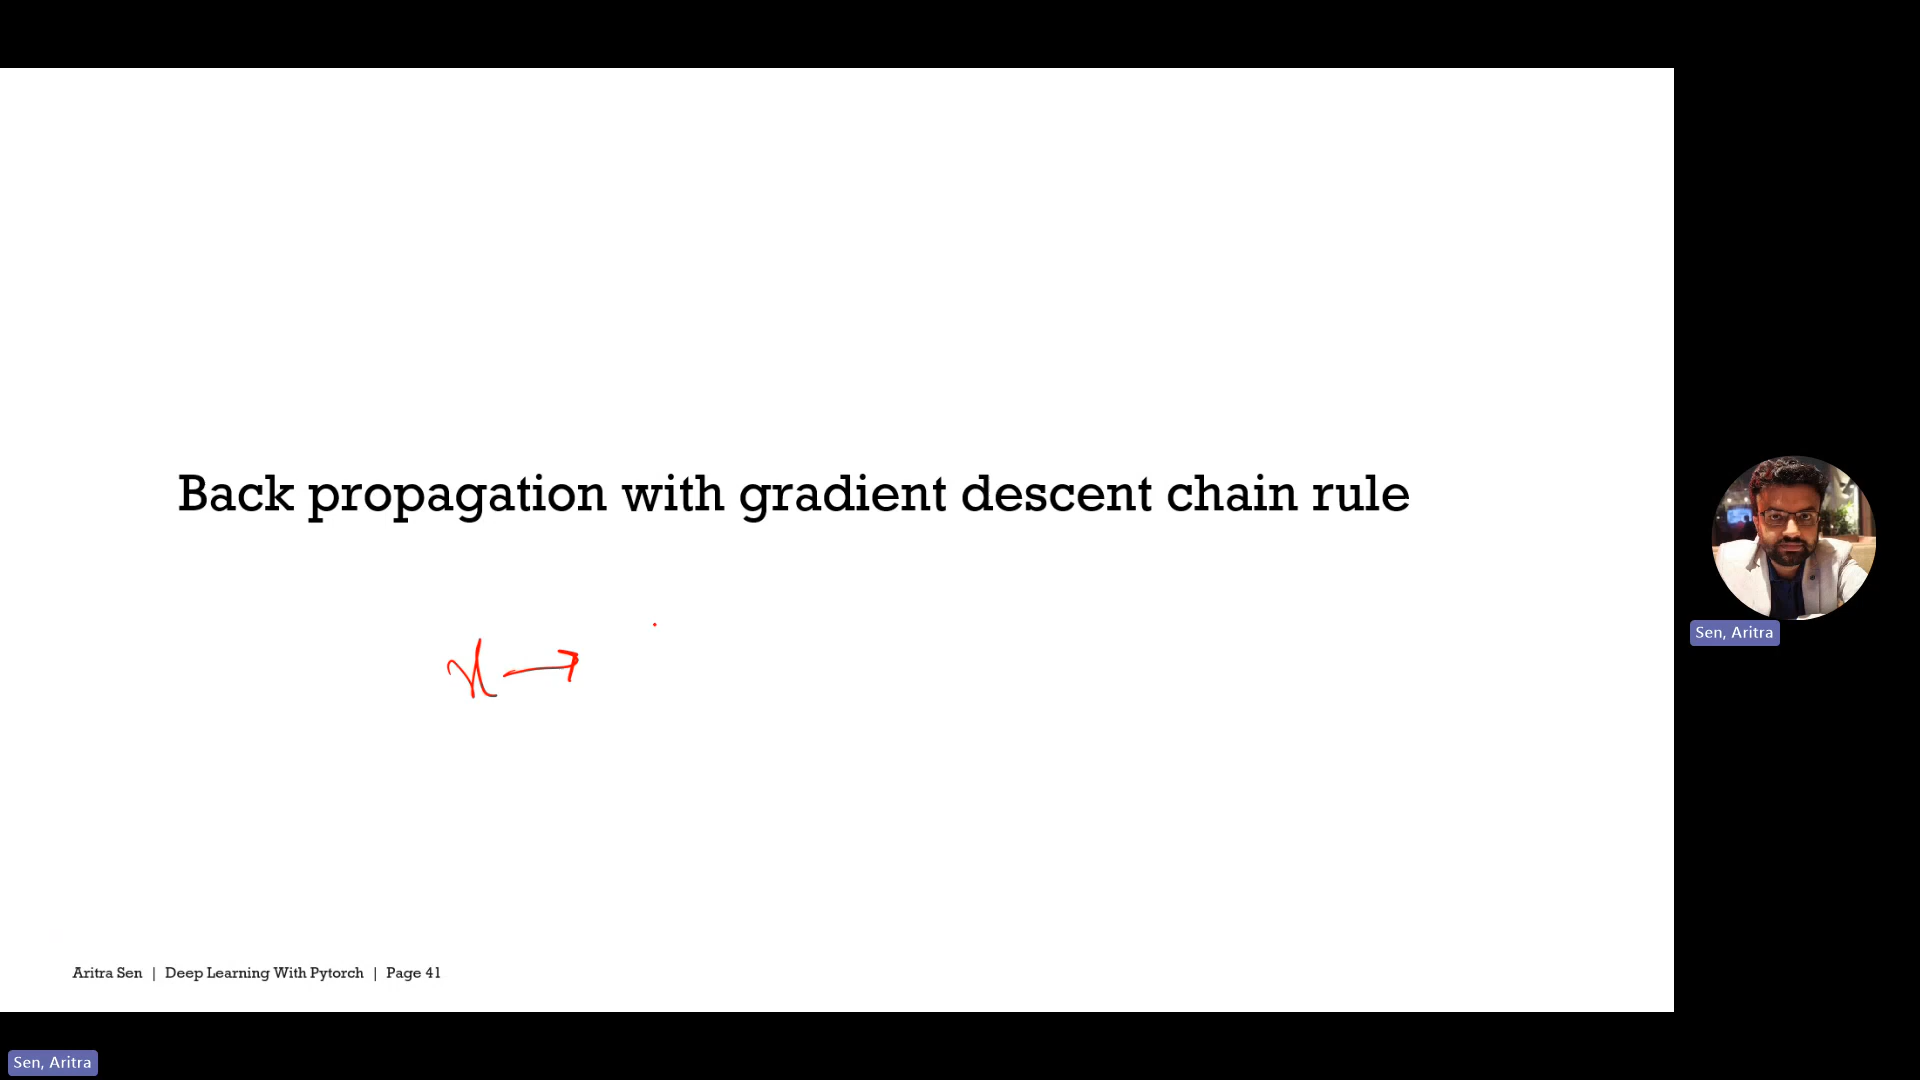 Back propagation with gradient descent chain rule
x →
Aritra Sen | Deep Learning With Pytorch | Page 41
Sen, Aritra
Sen, Aritra